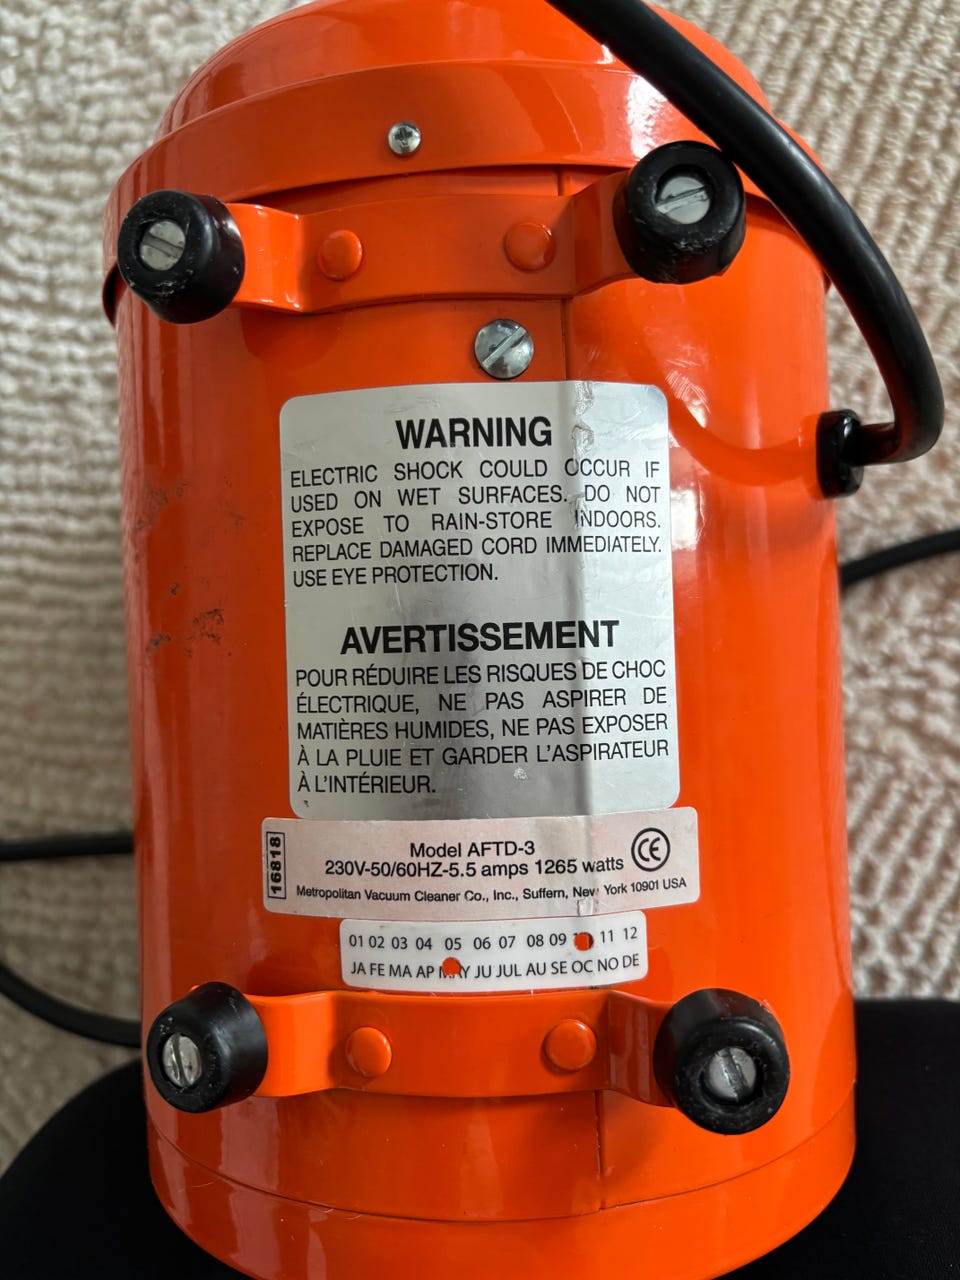 WARNING
ELECTRIC SHOCK COULD OCCUR IF
USED ON WET SURFACES. DO NOT
EXPOSE TO RAIN-STORE INDOORS.
REPLACE DAMAGED CORD IMMEDIATELY.
USE EYE PROTECTION.
AVERTISSEMENT
POUR RÉDUIRE LES RISQUES DE CHOC
ÉLECTRIQUE, NE PAS ASPIRER DE
MATIÈRES HUMIDES, NE PAS EXPOSER
À LA PLUIE ET GARDER L'ASPIRATEUR
À L'INTÉRIEUR.
16818
Model AFTD-3
230V-50/60HZ-5.5 amps 1265 watts
CE
Metropolitan Vacuum Cleaner Co., Inc., Suffern, New York 10901 USA
01 02 03 04 05 06 07 08 09 11 12
JA FE MA AP MAY JU JUL AU SE OC NO DE